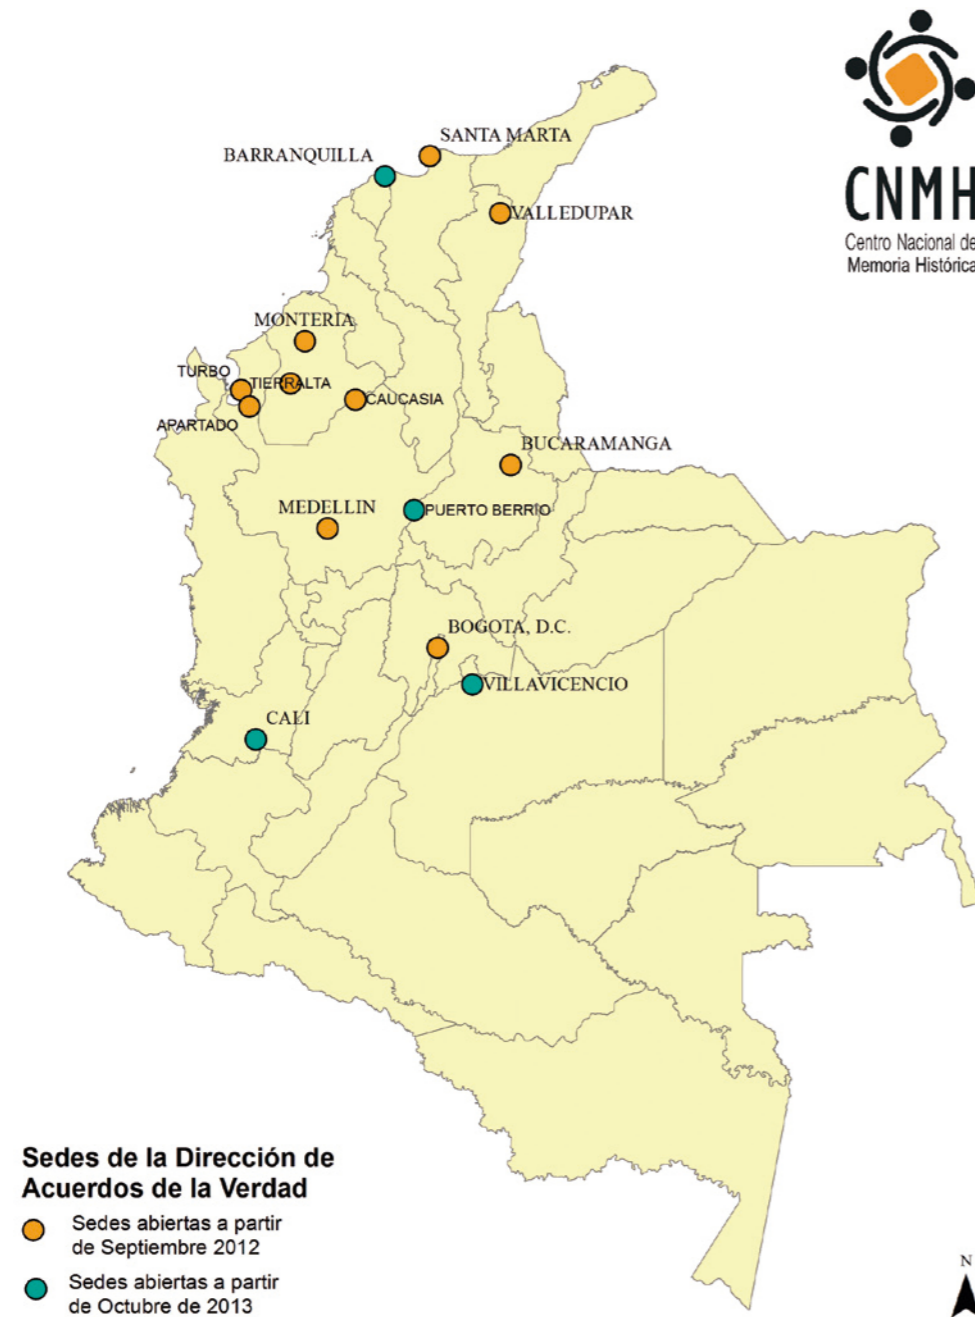 SANTA MARTA
BARRANQUILLA
VALLEDUPAR
CNMH
Centro Nacional de
Memoria Histórica
MONTERIA
TURBO
TIERRALTA
CAUCASIA
APARTADO
BUCARAMANGA
MEDELLIN
PUERTO BERRIO
BOGOTA, D.C.
VILLAVICENCIO
CALI
Sedes de la Dirección de
Acuerdos de la Verdad
Sedes abiertas a partir
de Septiembre 2012
Sedes abiertas a partir
de Octubre de 2013
N